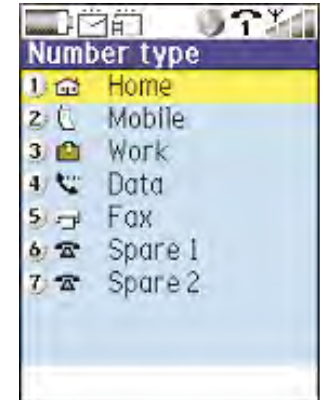 Number type
1 Home
2 Mobile
3 Work
4 Data
5 Fax
6 Spare 1
7 Spare 2